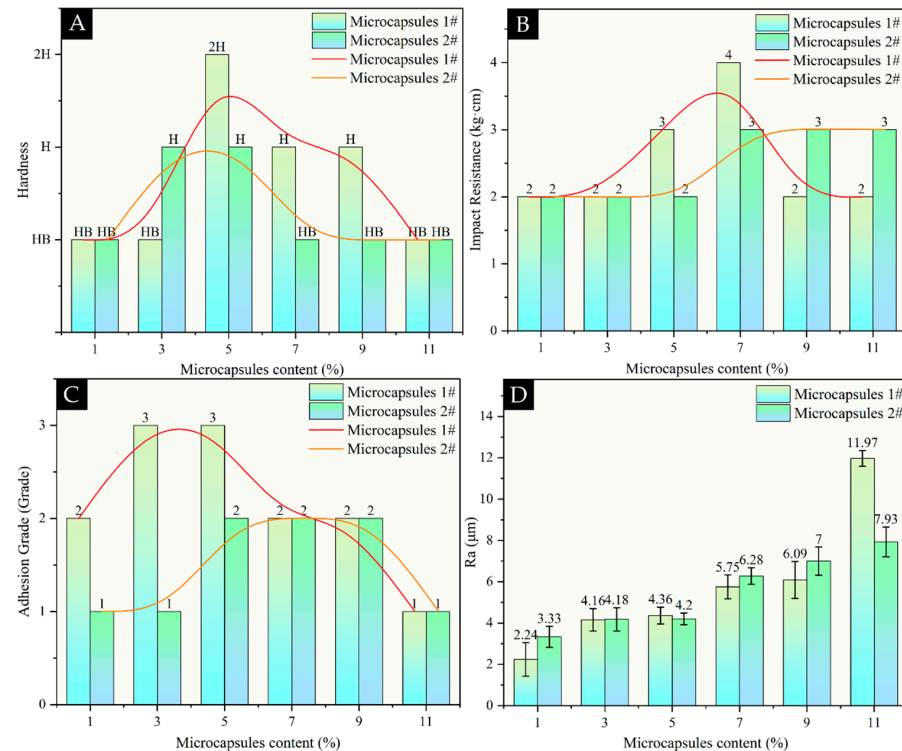 A
Microcapsules 1#
Microcapsules 2#
Microcapsules 1#
Microcapsules 2#
Hardness
2H
H
HB
HB HB
HB H
2H H
H HB
H HB
HB HB
1 3 5 7 9 11
Microcapsules content (%)
B
Microcapsules 1#
Microcapsules 2#
Microcapsules 1#
Microcapsules 2#
Impact Resistance (kg·cm)
4
3
2
1
0
2 2
2 2
3 2
4 3
2 3
2 3
1 3 5 7 9 11
Microcapsules content (%)
C
Microcapsules 1#
Microcapsules 2#
Microcapsules 1#
Microcapsules 2#
Adhesion Grade (Grade)
3
2
1
0
2 1
3 1
3 2
2 2
2 2
1 1
1 3 5 7 9 11
Microcapsules content (%)
D
Microcapsules 1#
Microcapsules 2#
Ra (μm)
14
12
10
8
6
4
2
0
2.24 3.33
4.16 4.18
4.36 4.2
5.75 6.28
6.09 7
11.97 7.93
1 3 5 7 9 11
Microcapsules content (%)